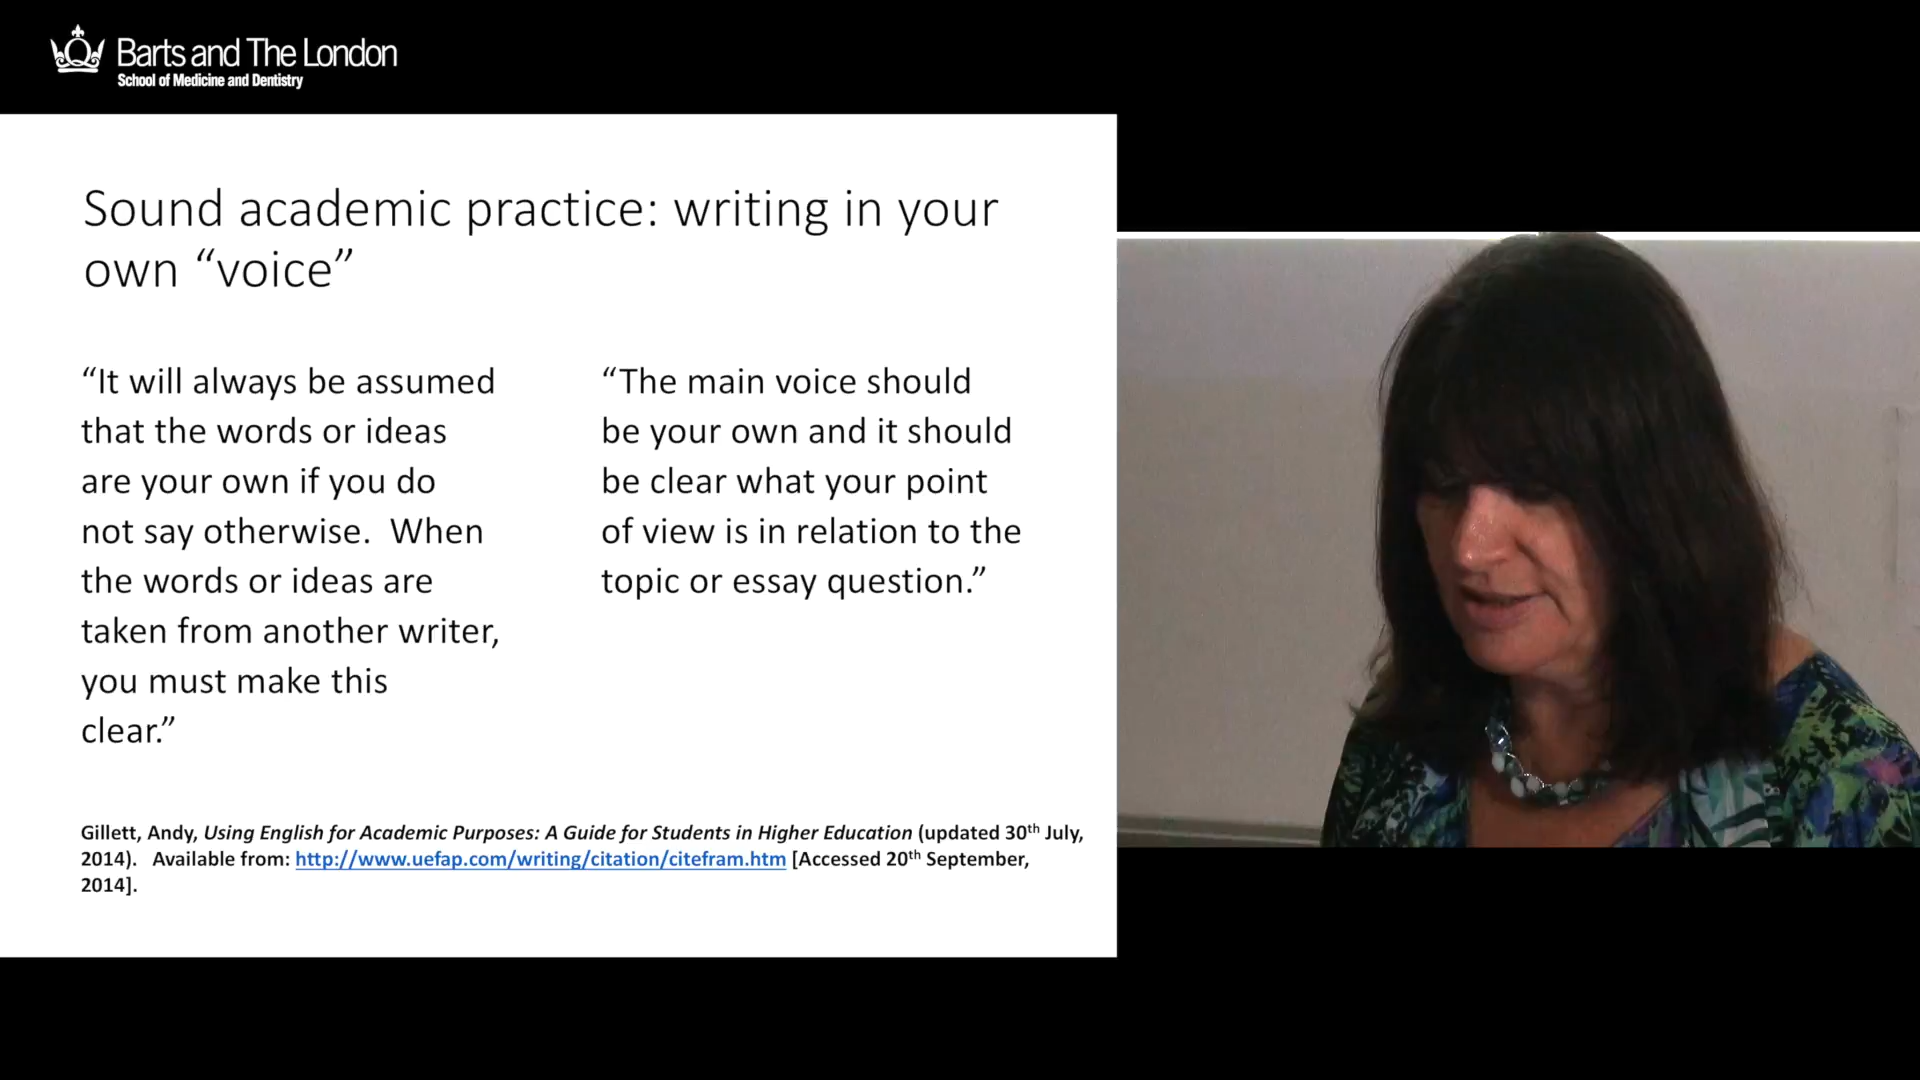 Barts and The London
School of Medicine and Dentistry
Sound academic practice: writing in your
own “voice”
“It will always be assumed
that the words or ideas
are your own if you do
not say otherwise.  When
the words or ideas are
taken from another writer,
you must make this
clear.”
“The main voice should
be your own and it should
be clear what your point
of view is in relation to the
topic or essay question.”
Gillett, Andy, Using English for Academic Purposes: A Guide for Students in Higher Education (updated 30th July,
2014).   Available from: http://www.uefap.com/writing/citation/citefram.htm [Accessed 20th September,
2014].